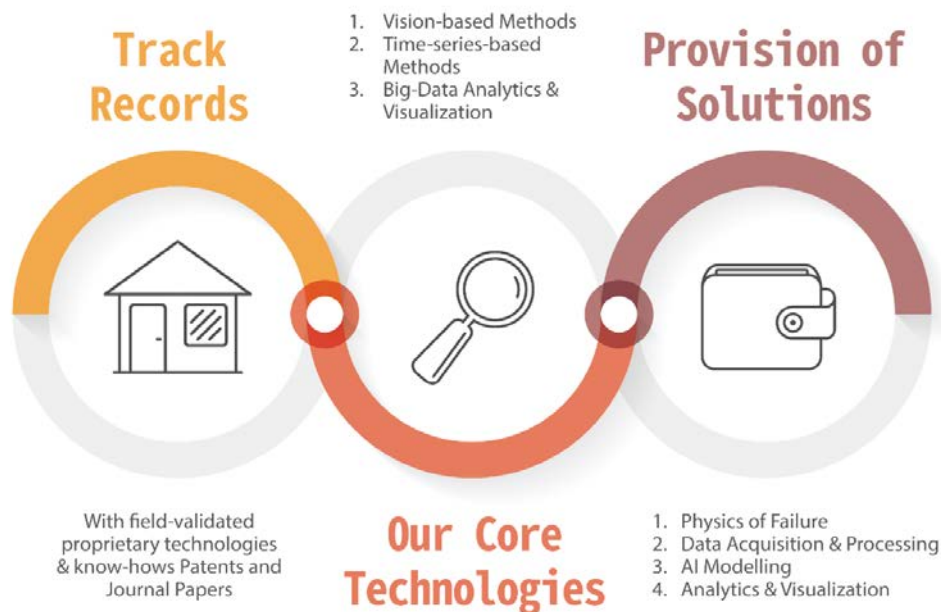 Track
Records
With field-validated
proprietary technologies
& know-hows Patents and
Journal Papers
1. Vision-based Methods
2. Time-series-based
Methods
3. Big-Data Analytics &
Visualization
Our Core
Technologies
Provision of
Solutions
1. Physics of Failure
2. Data Acquisition & Processing
3. AI Modelling
4. Analytics & Visualization